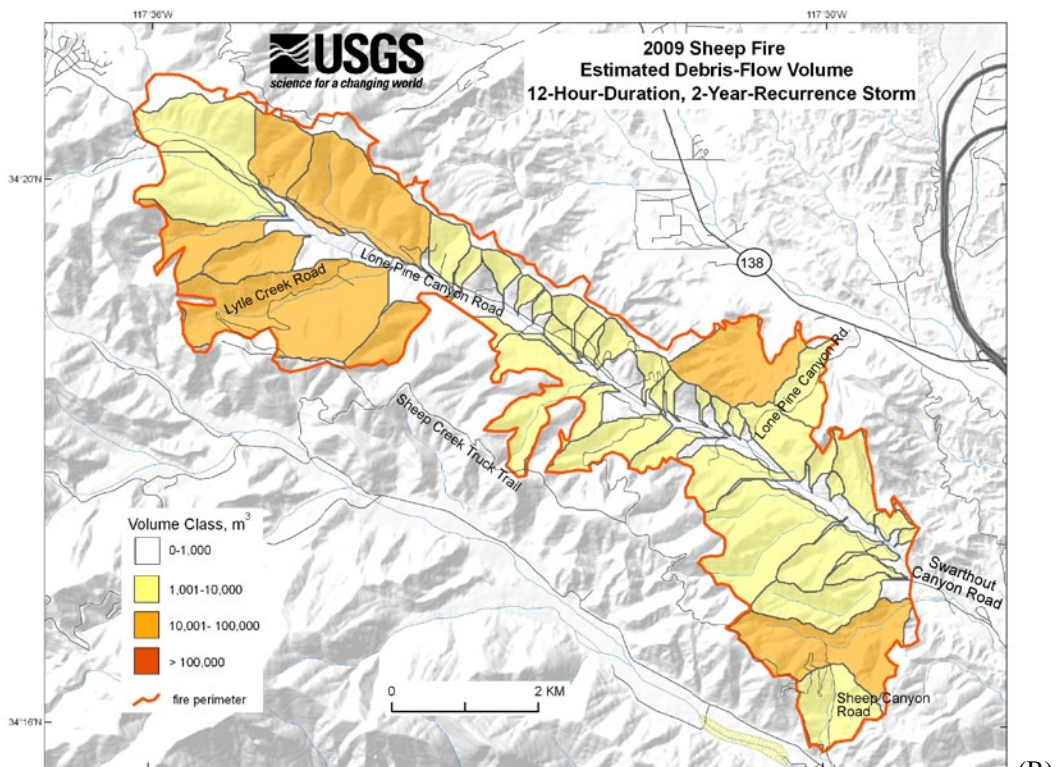 117°36'W
117°30'W
USGS
science for a changing world
2009 Sheep Fire
Estimated Debris-Flow Volume
12-Hour-Duration, 2-Year-Recurrence Storm
34°20'N
138
Lone Pine Canyon Road
Lytle Creek Road
Lone Pine Canyon Rd.
Sheep Creek Truck Trail
Swarthout
Canyon Road
Volume Class, m³
0-1,000
1.001-10,000
10,001- 100,000
> 100,000
fire perimeter
0
2 KM
Sheep Canyon
Road
34°16'N
(B)